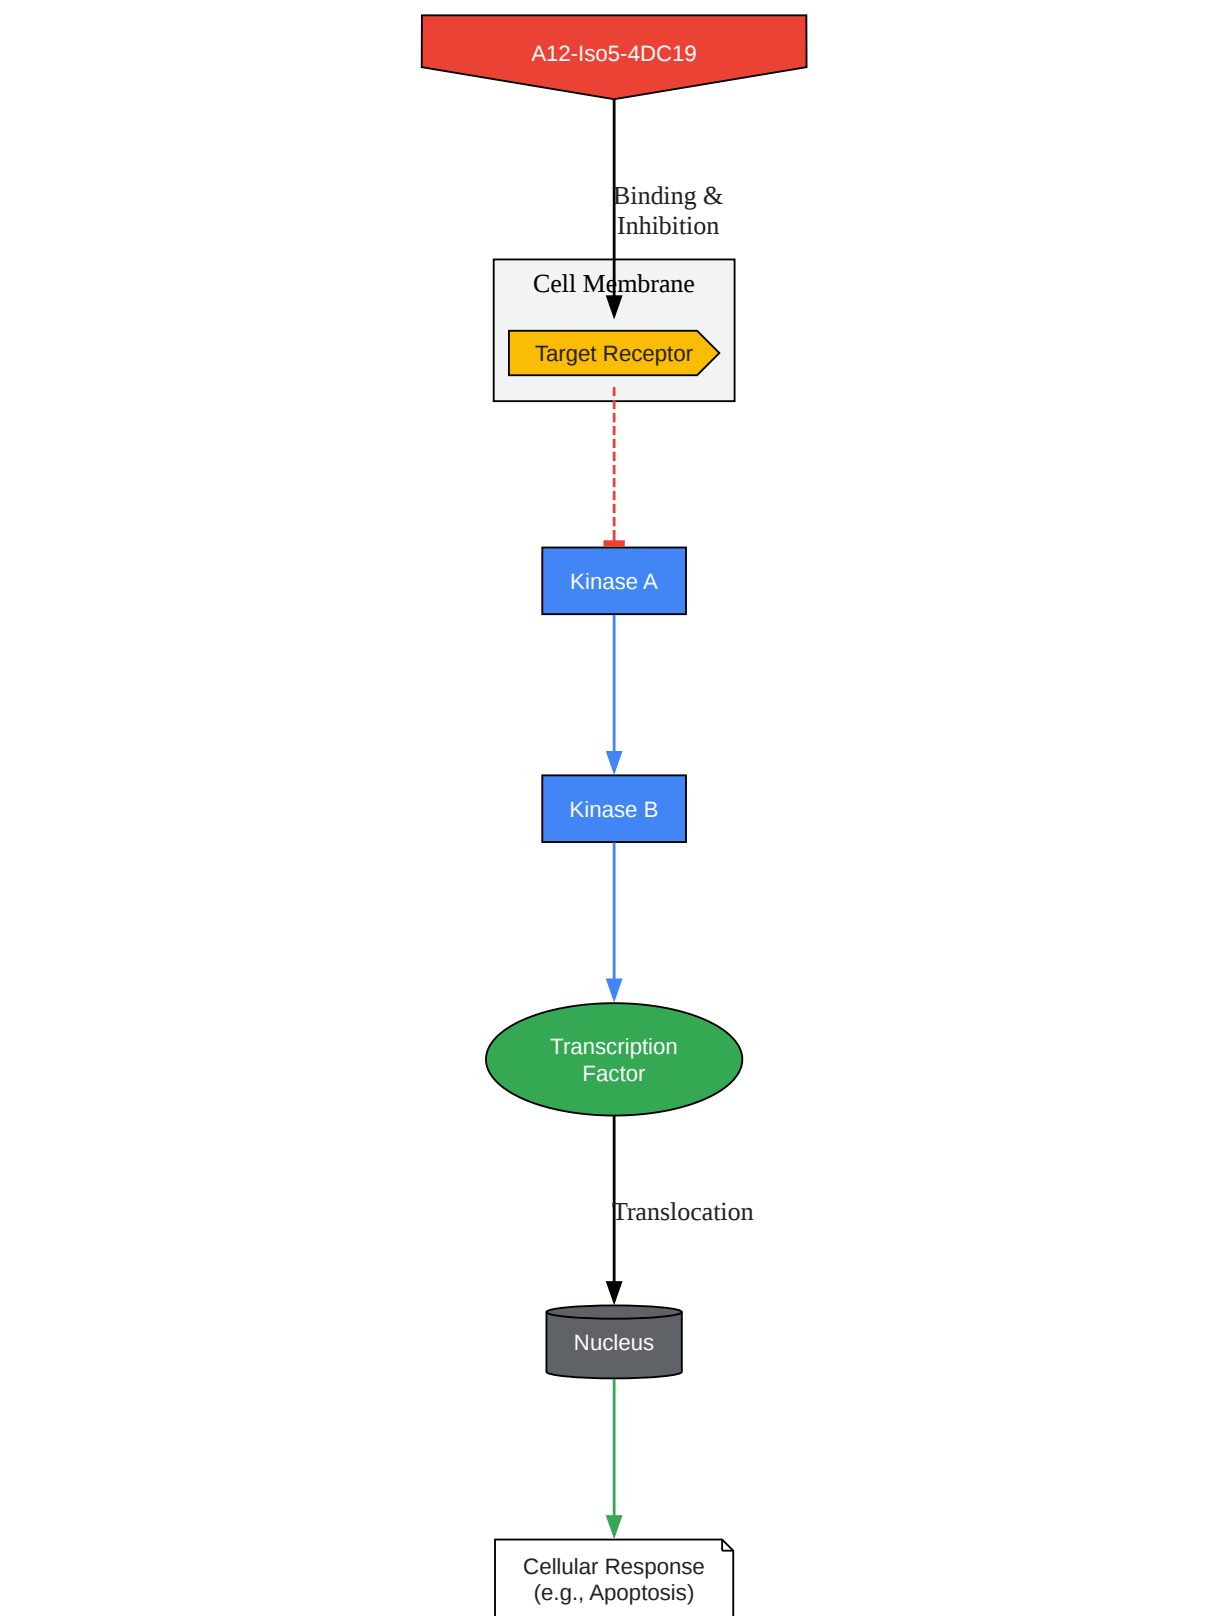 A12-Iso5-4DC19
Binding &
Inhibition
Cell Membrane
Target Receptor
Kinase A
Kinase B
Transcription
Factor
Translocation
Nucleus
Cellular Response
(e.g., Apoptosis)